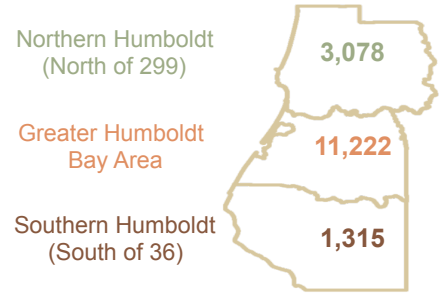 Northern Humboldt
(North of 299)
3,078
Greater Humboldt
Bay Area
11,222
Southern Humboldt
(South of 36)
1,315